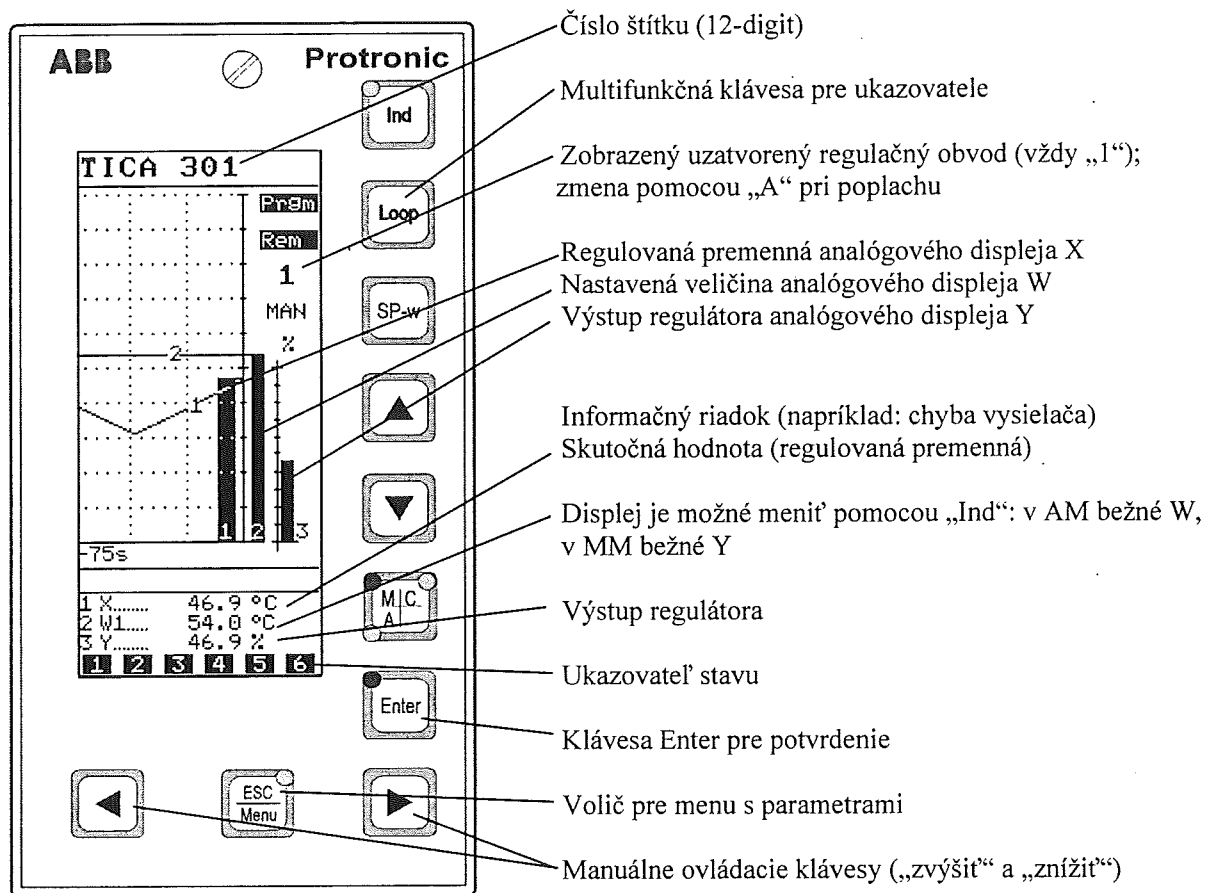 ABB
Protronic
Ind
TICA 301
Prgm
Loop
Rem
1
MAN
SP-w
%
2
1
1 2 3
-75s
M C
A
1 X....... 46.9 °C
2 W1..... 54.0 °C
3 Y....... 46.9 %
1 2 3 4 5 6
Enter
ESC
Menu
Číslo štítku (12-digit)
Multifunkčná klávesa pre ukazovatele
Zobrazený uzatvorený regulačný obvod (vždy „1“);
zmena pomocou „A“ pri poplachu
Regulovaná premenná analógového displeja X
Nastavená veličina analógového displeja W
Výstup regulátora analógového displeja Y
Informačný riadok (napríklad: chyba vysielača)
Skutočná hodnota (regulovaná premenná)
Displej je možné meniť pomocou „Ind“: v AM bežné W,
v MM bežné Y
Výstup regulátora
Ukazovateľ stavu
Klávesa Enter pre potvrdenie
Volič pre menu s parametrami
Manuálne ovládacie klávesy („zvýšiť“ a „znížiť“)